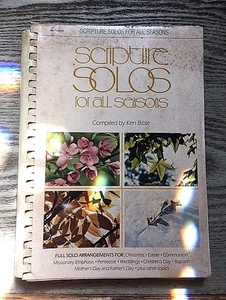 SCRIPTURE SOLOS FOR ALL SEASONS
scripture
SOLOS
for all seasons
Compiled by Ken Bible
FULL SOLO ARRANGEMENTS FOR: Christmas • Easter • Communion
Missionary Emphasis • Pentecost • Weddings • Children's Day • Baptism
Mother's Day and Father's Day • plus other topics